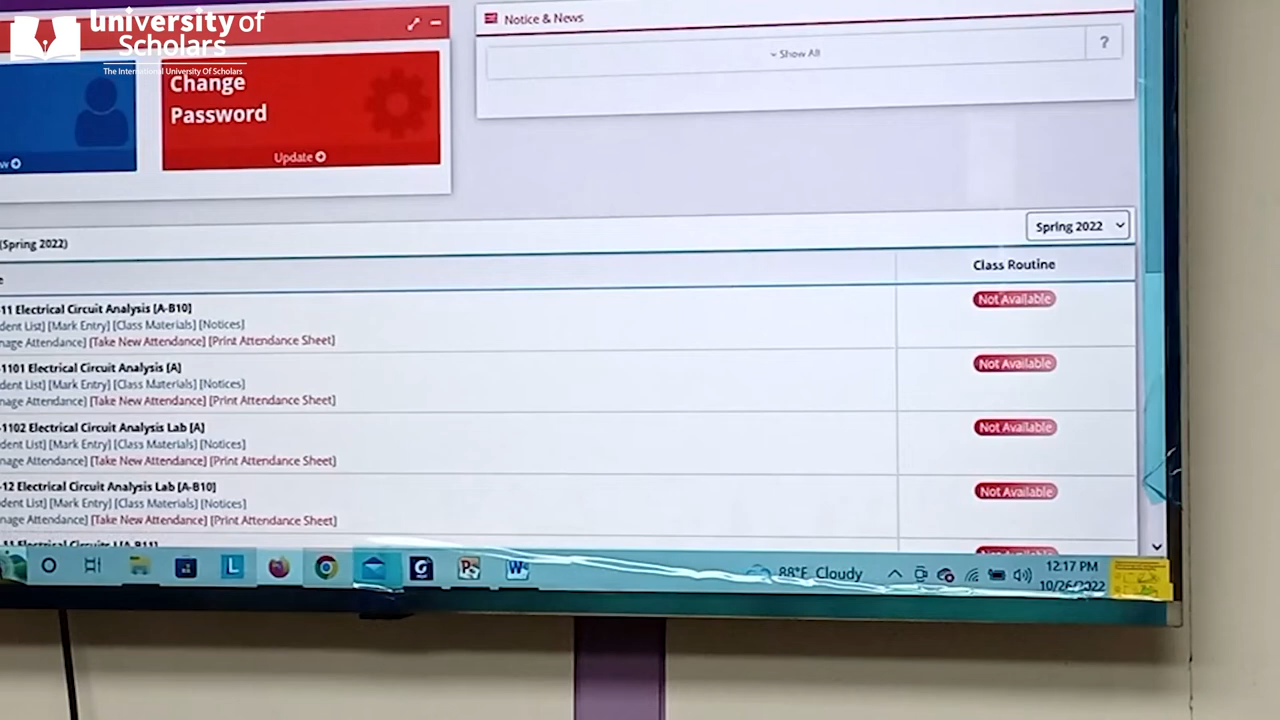 university of
Scholars
The International University Of Scholars
Change
Password
Update
Notice & News
Show All
?
(Spring 2022)
Spring 2022
Class Routine
-11 Electrical Circuit Analysis [A-B10]
dent List] [Mark Entry] [Class Materials] [Notices]
nage Attendance] [Take New Attendance] [Print Attendance Sheet]
Not Available
-1101 Electrical Circuit Analysis [A]
dent List] [Mark Entry] [Class Materials] [Notices]
nage Attendance] [Take New Attendance] [Print Attendance Sheet]
Not Available
-1102 Electrical Circuit Analysis Lab [A]
dent List] [Mark Entry] [Class Materials] [Notices]
nage Attendance] [Take New Attendance] [Print Attendance Sheet]
Not Available
-12 Electrical Circuit Analysis Lab [A-B10]
dent List] [Mark Entry] [Class Materials] [Notices]
nage Attendance] [Take New Attendance] [Print Attendance Sheet]
Not Available
88°F Cloudy
12:17 PM
10/26/2022